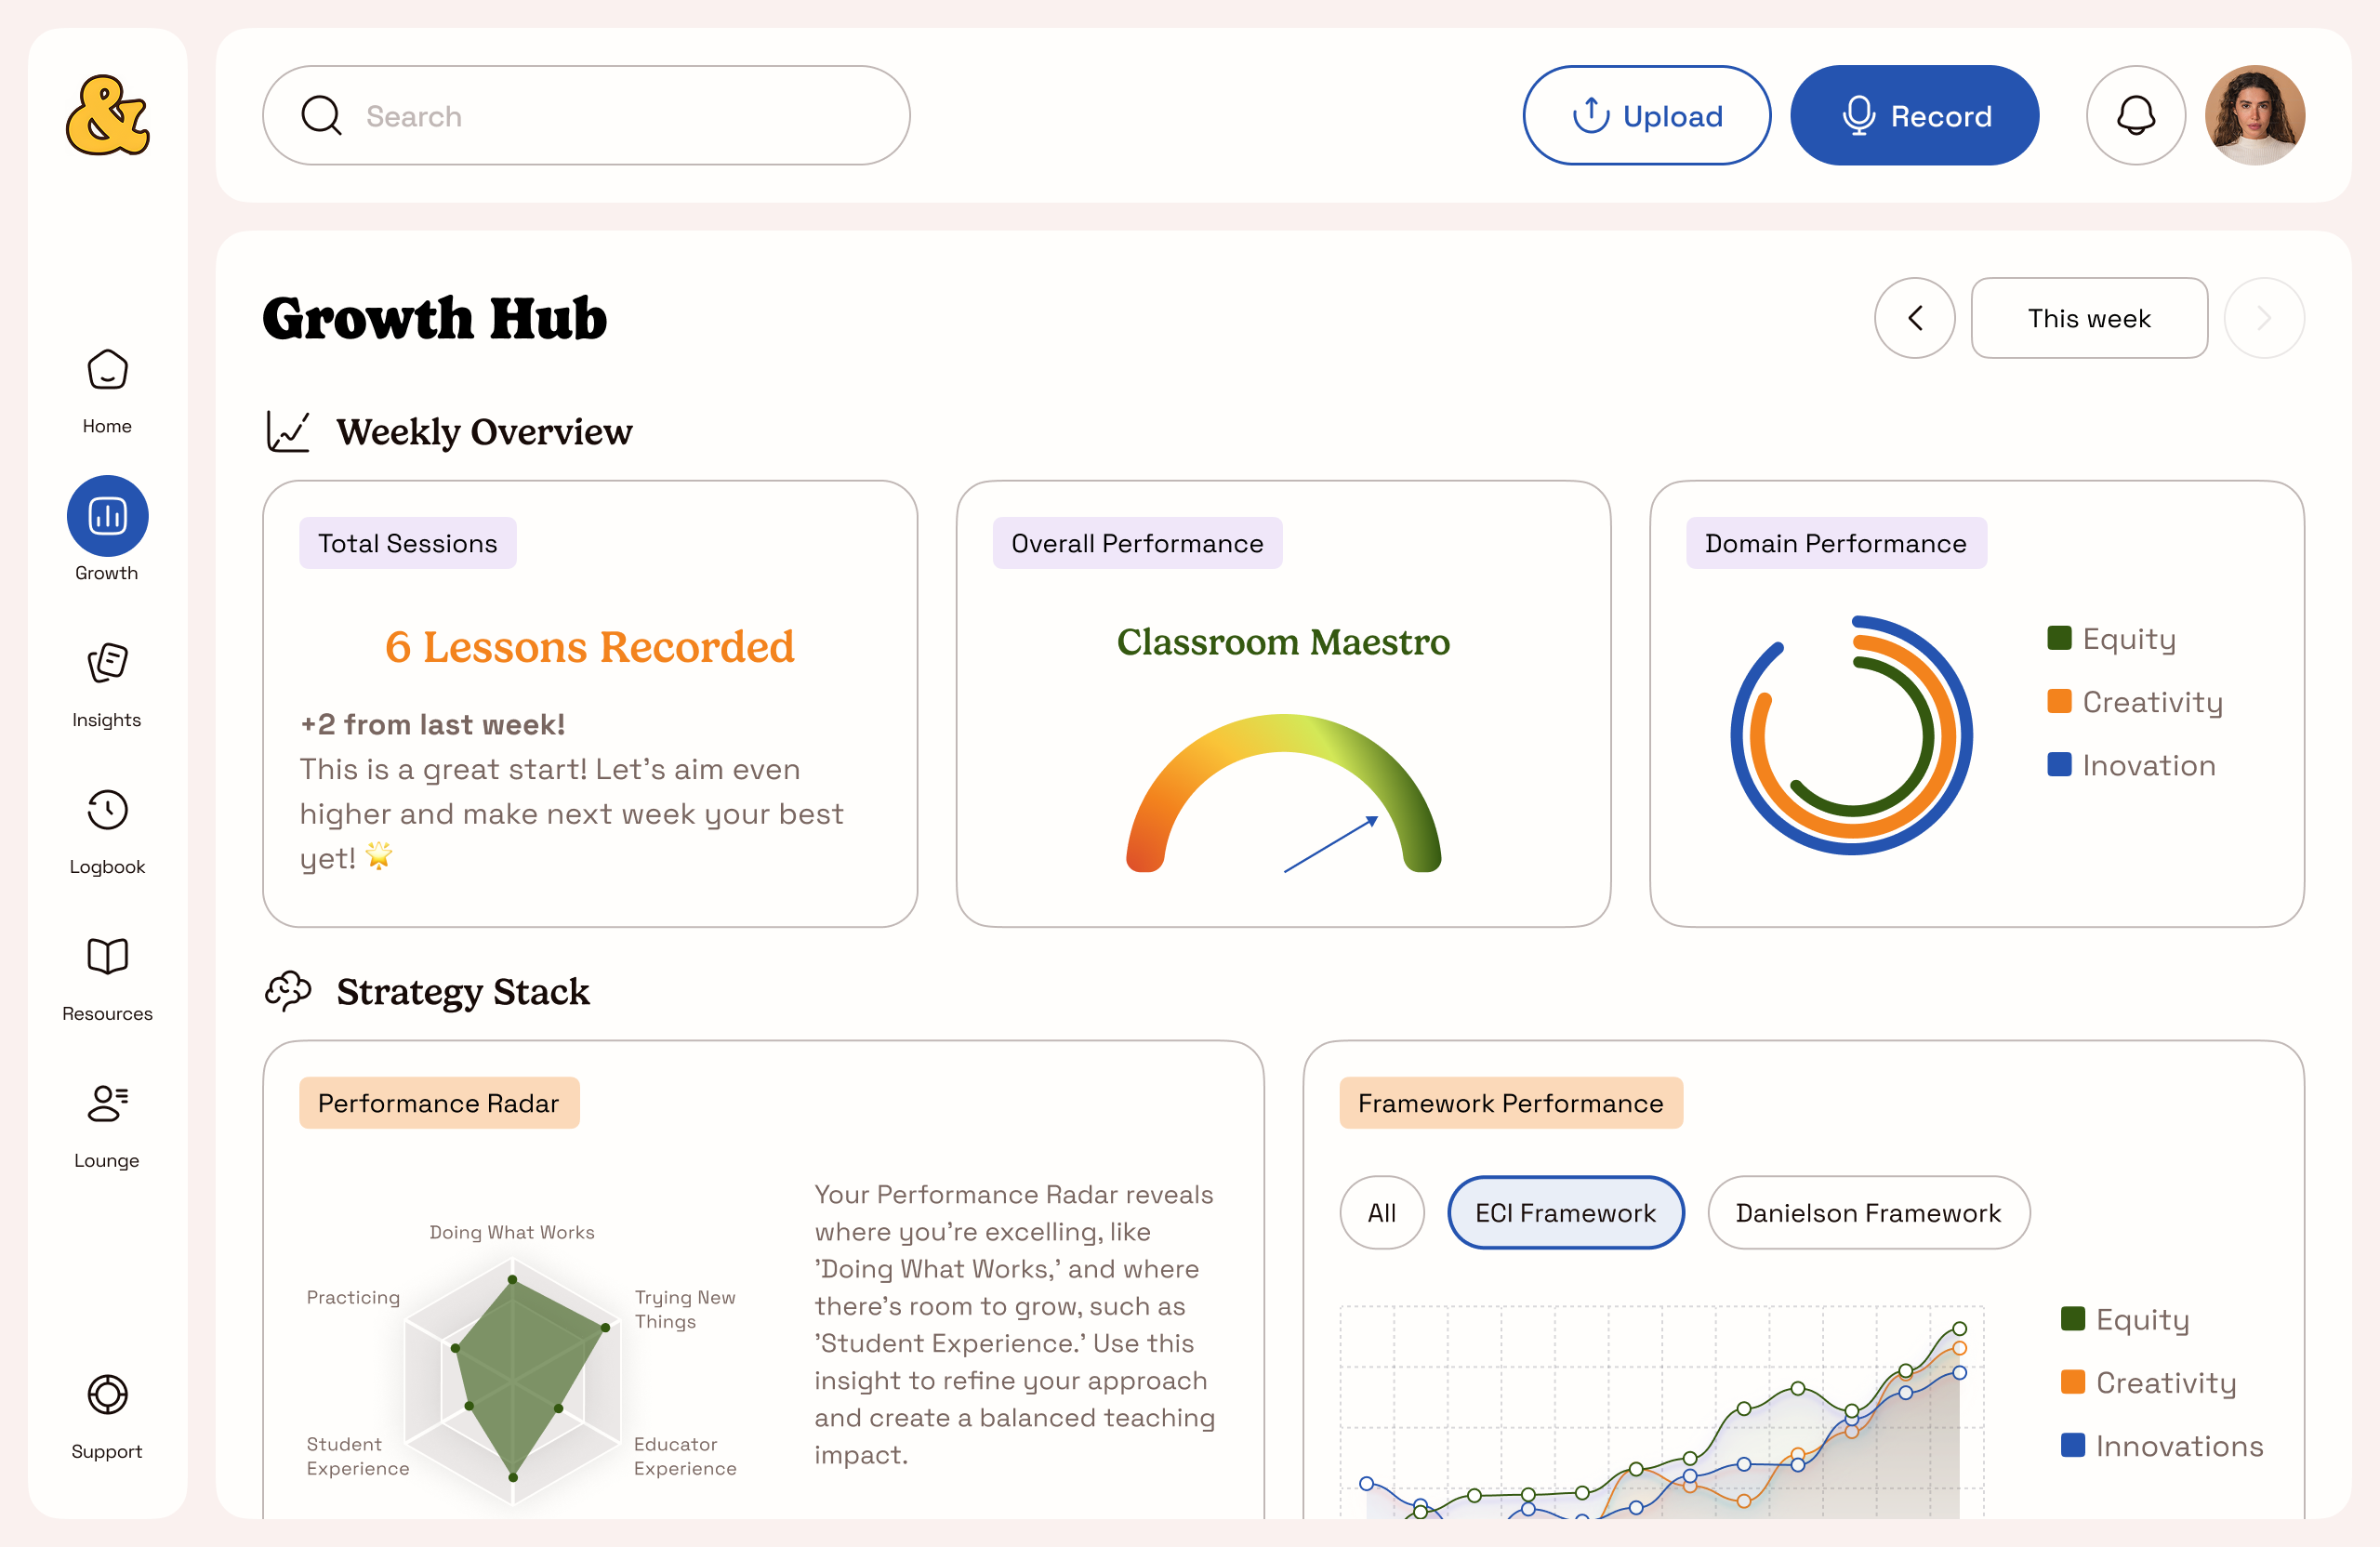 &
Search
Upload
Record
Home
Growth
Insights
Logbook
Resources
Lounge
Support
Growth Hub
This week
Weekly Overview
Total Sessions
6 Lessons Recorded
+2 from last week!
This is a great start! Let’s aim even
higher and make next week your best
yet! 🌟
Overall Performance
Classroom Maestro
Domain Performance
Equity
Creativity
Inovation
Strategy Stack
Performance Radar
Doing What Works
Practicing
Trying New
Things
Student
Experience
Educator
Experience
Your Performance Radar reveals
where you’re excelling, like
’Doing What Works,’ and where
there’s room to grow, such as
’Student Experience.’ Use this
insight to refine your approach
and create a balanced teaching
impact.
Framework Performance
All
ECI Framework
Danielson Framework
Equity
Creativity
Innovations